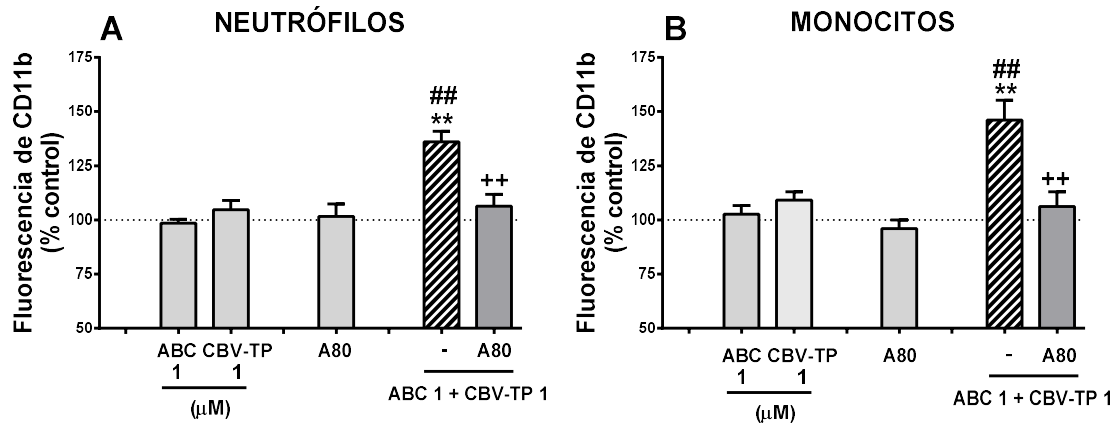 A NEUTRÓFILOS
Fluorescencia de CD11b
(% control)
175
150
125
100
75
50
##
**
++
ABC CBV-TP A80 - A80
1 1
(μM)
ABC 1 + CBV-TP 1
B MONOCITOS
Fluorescencia de CD11b
(% control)
175
150
125
100
75
50
##
**
++
ABC CBV-TP A80 - A80
1 1
(μM)
ABC 1 + CBV-TP 1